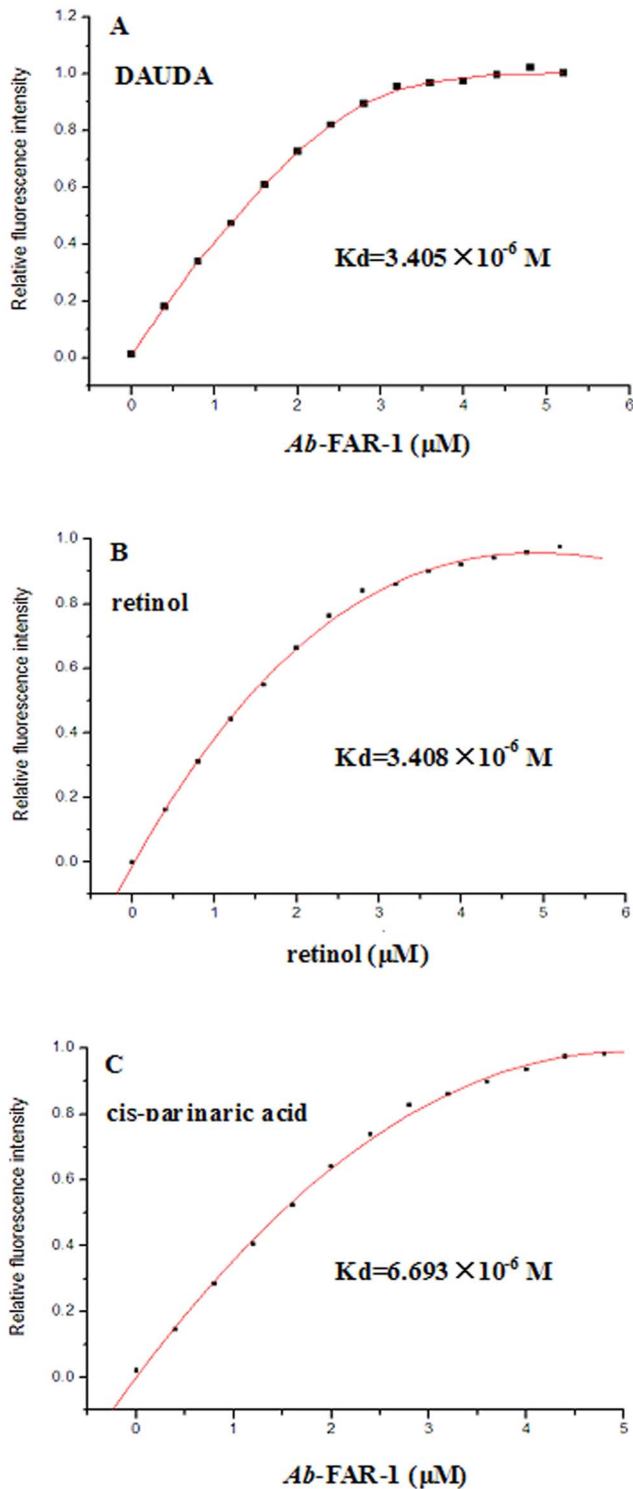 A
DAUDA
Relative fluorescence intensity
1.2
1.0
0.8
0.6
0.4
0.2
0.0
Kd=3.405×10⁻⁶ M
0 1 2 3 4 5 6
Ab-FAR-1 (μM)
B
retinol
Relative fluorescence intensity
1.0
0.8
0.6
0.4
0.2
0.0
Kd=3.408×10⁻⁶ M
0 1 2 3 4 5 6
retinol (μM)
C
cis-parinaric acid
Relative fluorescence intensity
1.0
0.8
0.6
0.4
0.2
0.0
Kd=6.693×10⁻⁶ M
0 1 2 3 4 5
Ab-FAR-1 (μM)